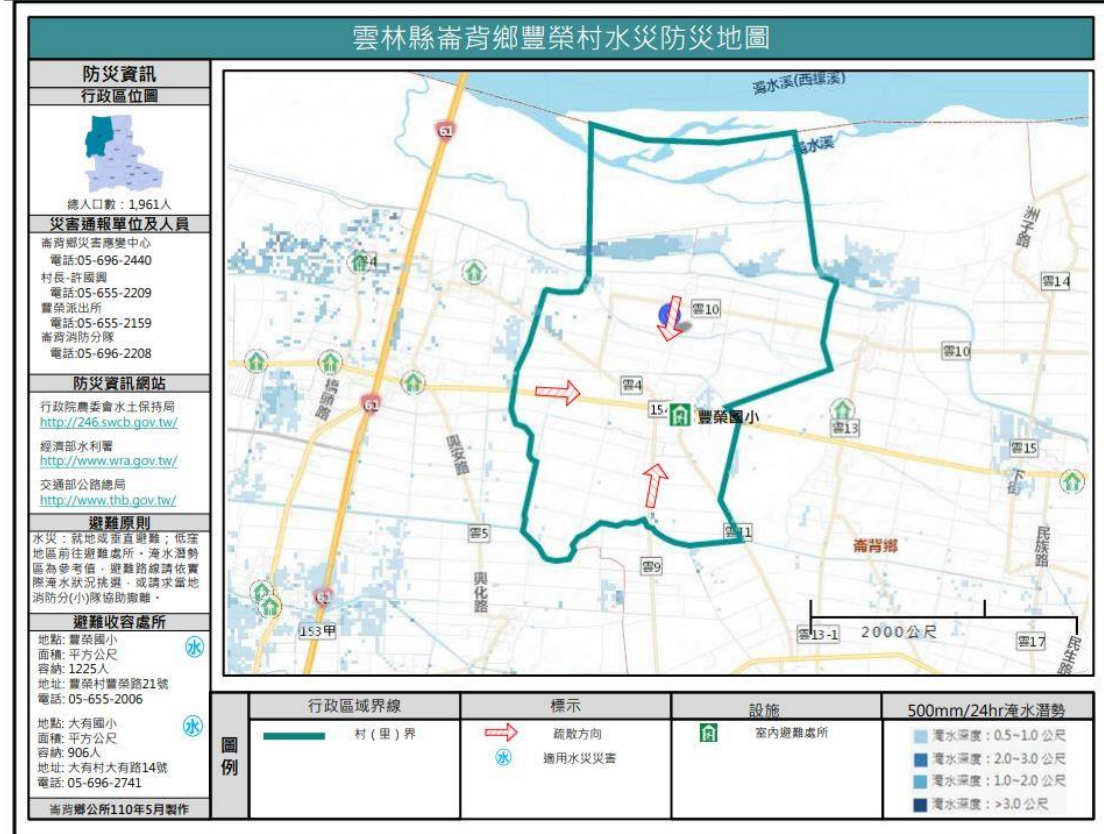 雲林縣崙背鄉豐榮村水災防災地圖
防災資訊
行政區位圖
總人口數：1,961人
災害通報單位及人員
崙背鄉災害應變中心
電話:05-696-2440
村長-許國興
電話:05-655-2209
豐榮派出所
電話:05-655-2159
崙背消防分隊
電話:05-696-2208
防災資訊網站
行政院農委會水土保持局
http://246.swcb.gov.tw/
經濟部水利署
http://www.wra.gov.tw/
交通部公路總局
http://www.thb.gov.tw/
避難原則
水災：就地或垂直避難；低窪
地區前往避難處所。淹水潛勢
區為參考值，避難路線請依實
際淹水狀況挑選，或請求當地
消防分(小)隊協助撤離。
避難收容處所
地點: 豐榮國小
面積: 平方公尺
容納: 1225人
地址: 豐榮村豐榮路21號
電話: 05-655-2006
水
地點: 大有國小
面積: 平方公尺
容納: 906人
地址: 大有村大有路14號
電話: 05-696-2741
水
崙背鄉公所110年5月製作
濁水溪(西螺溪)
濁水溪
61
洲子路
雲4
雲14
雲10
雲10
橋頭路
61
雲4
154
豐榮國小
雲13
興安路
雲15
下街
雲5
雲11
崙背鄉
民族路
雲9
興化路
61
153甲
雲13-1
2000公尺
雲17
民生路
圖例
行政區域界線
村（里）界
標示
疏散方向
水
適用水災災害
設施
室內避難處所
500mm/24hr淹水潛勢
淹水深度：0.5~1.0 公尺
淹水深度：2.0~3.0 公尺
淹水深度：1.0~2.0 公尺
淹水深度：>3.0 公尺